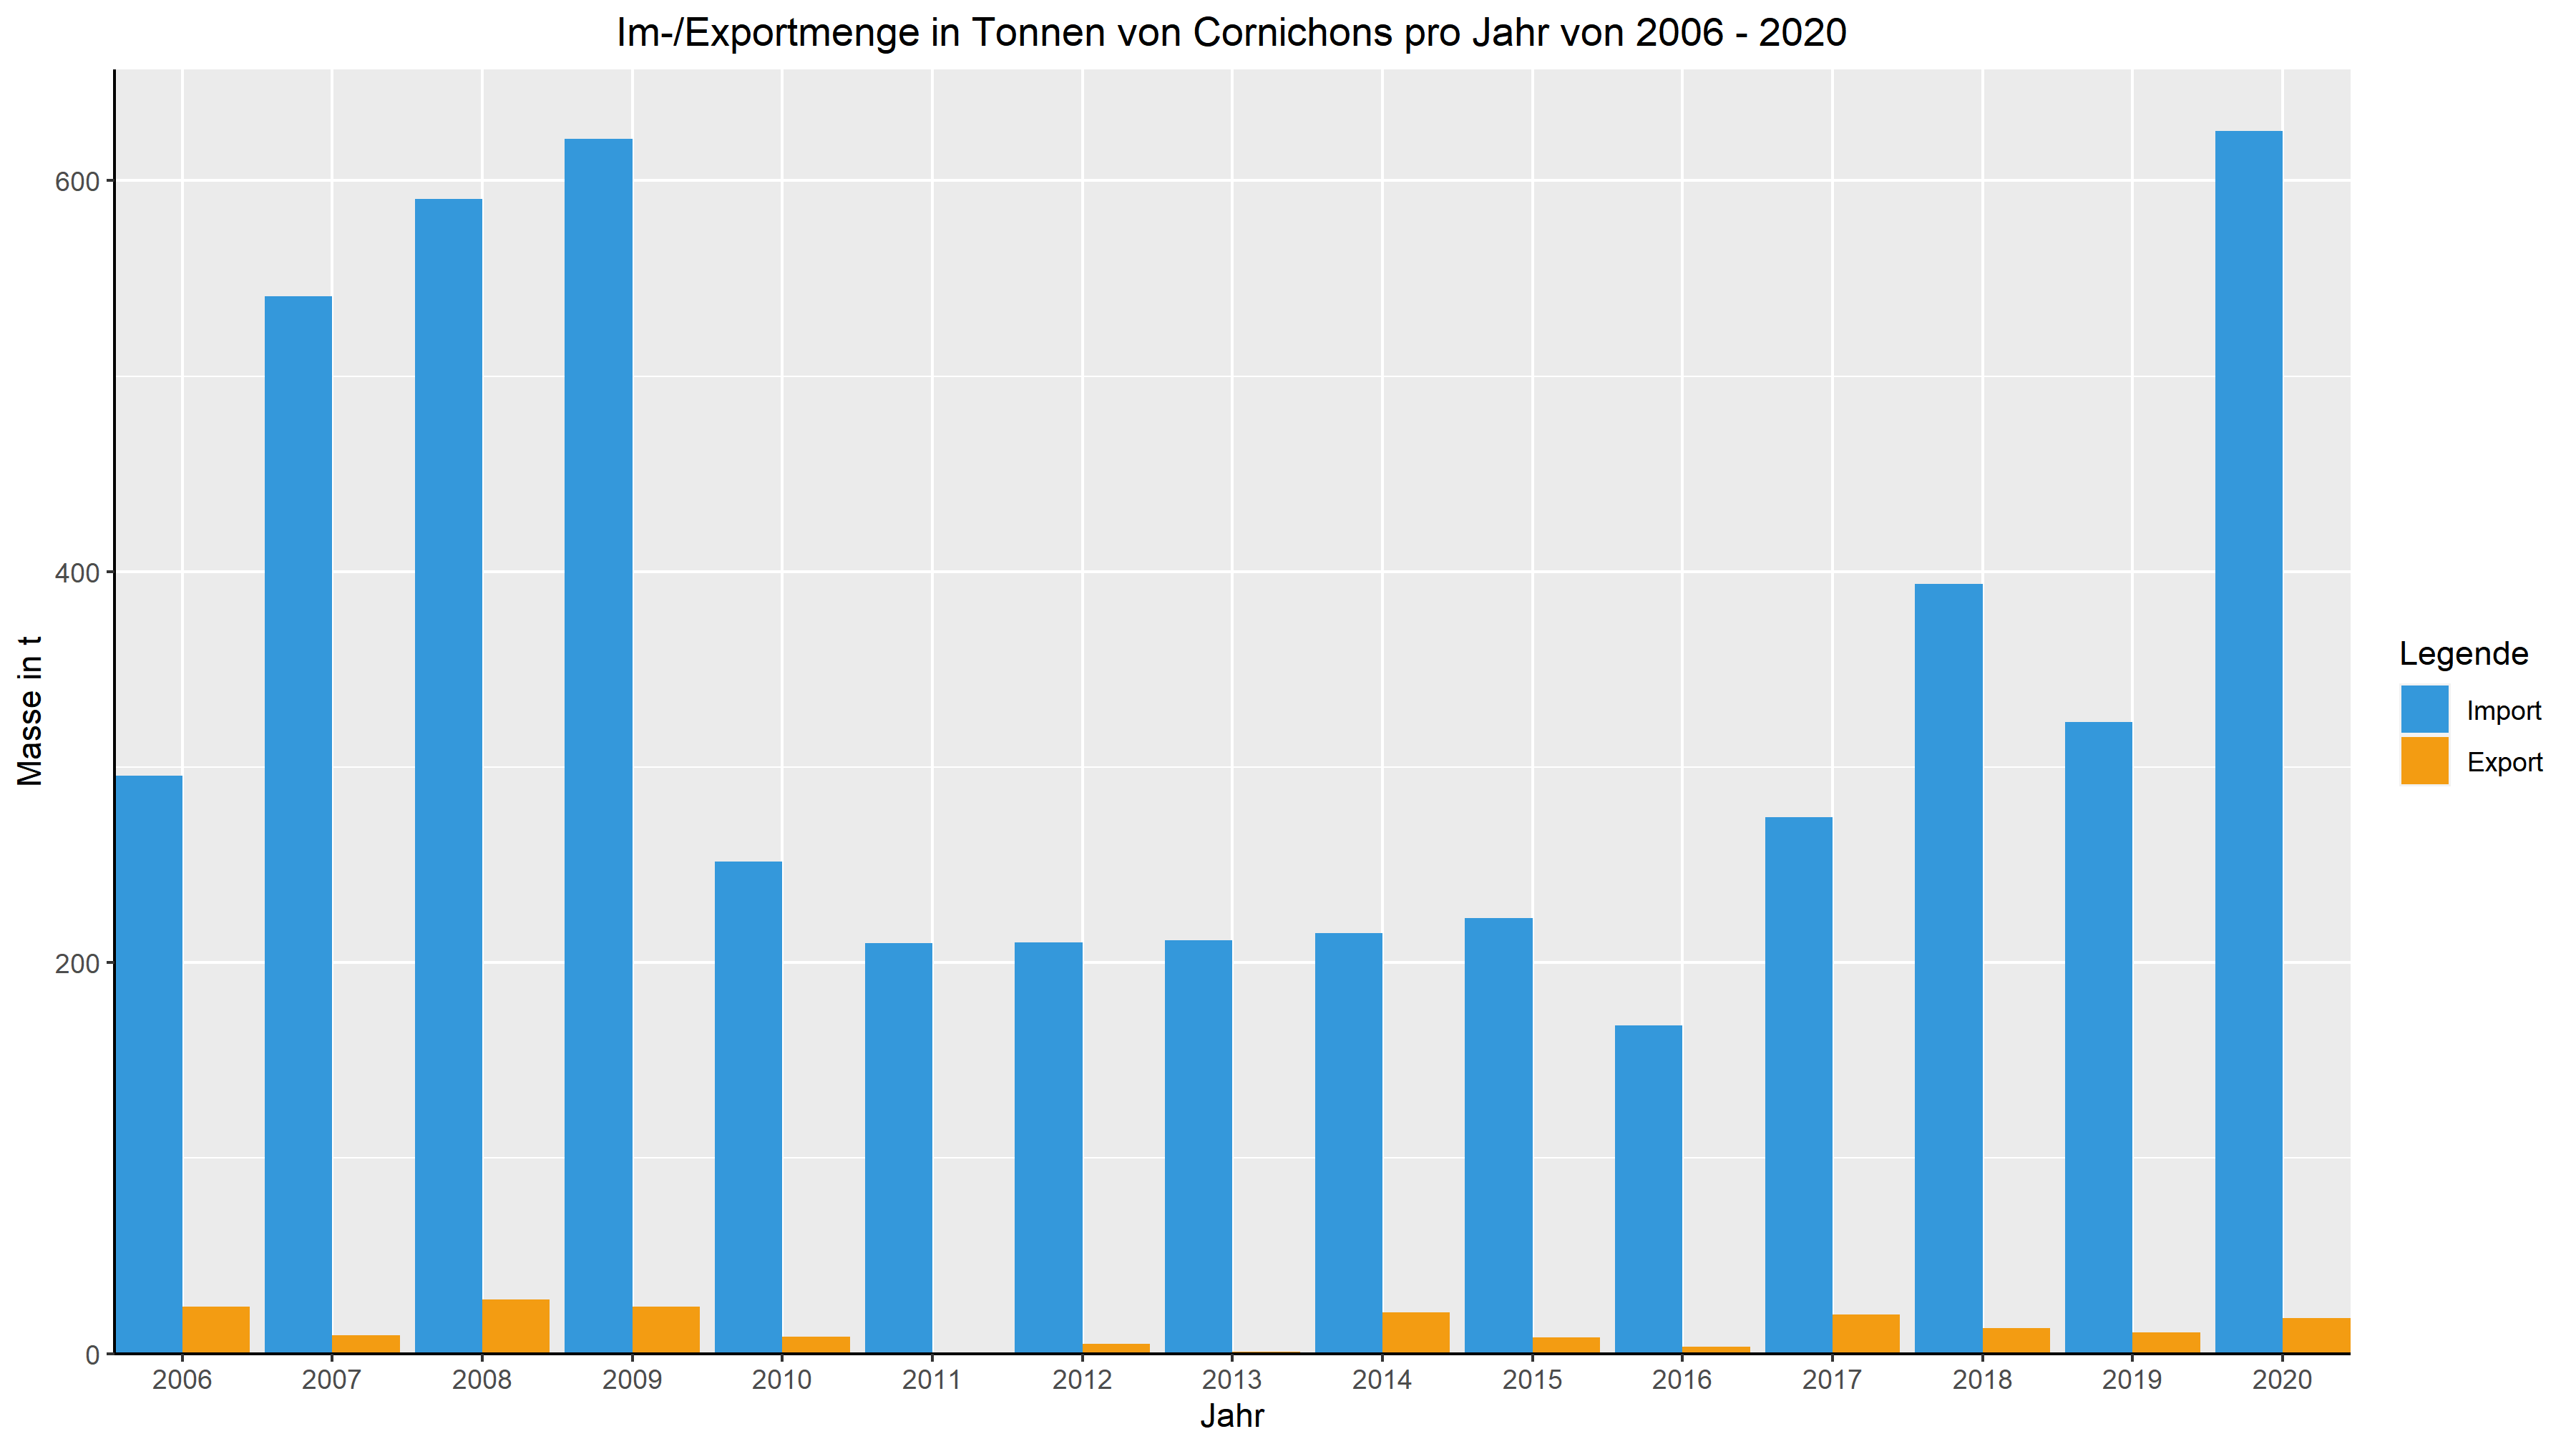 Im-/Exportmenge in Tonnen von Cornichons pro Jahr von 2006 - 2020
Masse in t
600
400
200
0
2006 2007 2008 2009 2010 2011 2012 2013 2014 2015 2016 2017 2018 2019 2020
Jahr
Legende
Import
Export